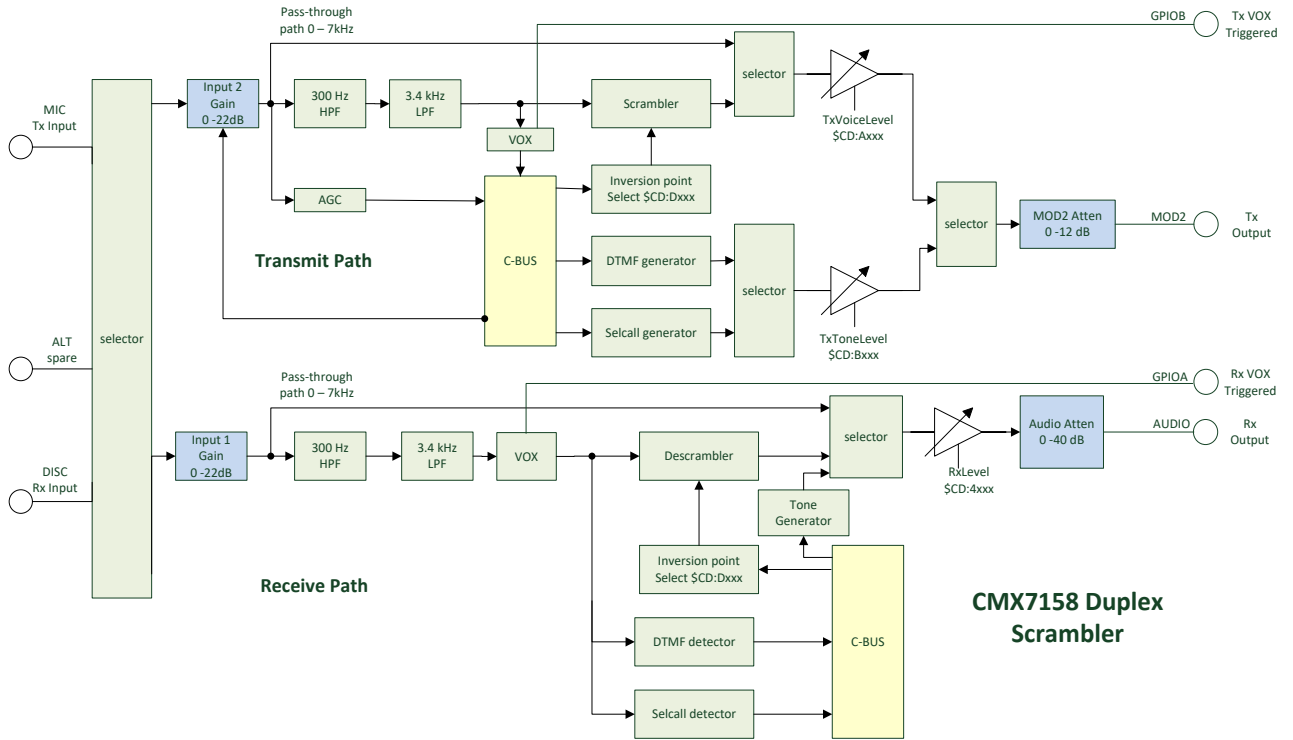 Pass-through
path 0 – 7kHz
GPIOB
Tx VOX
Triggered
MIC
Tx Input
Input 2
Gain
0 -22dB
300 Hz
HPF
3.4 kHz
LPF
VOX
Scrambler
selector
TxVoiceLevel
$CD:Axxx
AGC
Inversion point
Select $CD:Dxxx
Transmit Path
C-BUS
DTMF generator
Selcall generator
selector
TxToneLevel
$CD:Bxxx
selector
MOD2 Atten
0 -12 dB
MOD2
Tx
Output
ALT
spare
selector
Pass-through
path 0 – 7kHz
GPIOA
Rx VOX
Triggered
DISC
Rx Input
Input 1
Gain
0 -22dB
300 Hz
HPF
3.4 kHz
LPF
VOX
Descrambler
selector
RxLevel
$CD:4xxx
Audio Atten
0 -40 dB
AUDIO
Rx
Output
Tone
Generator
Inversion point
Select $CD:Dxxx
Receive Path
DTMF detector
Selcall detector
C-BUS
CMX7158 Duplex
Scrambler